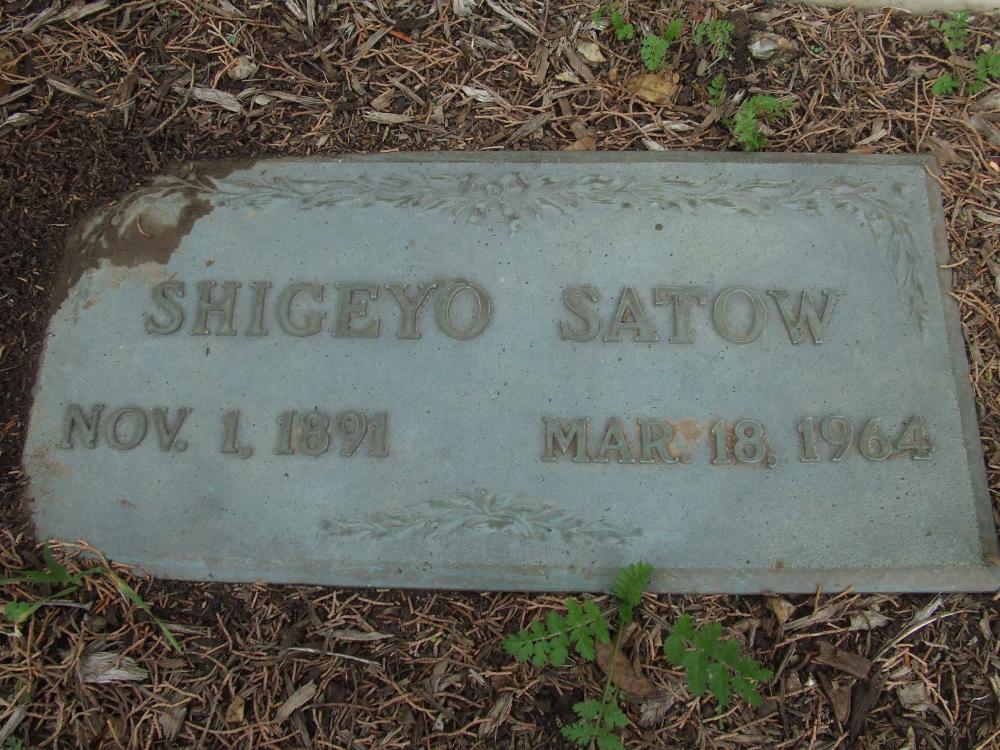 SHIGEYO SATOW
NOV. 1, 1891 MAR. 18, 1964